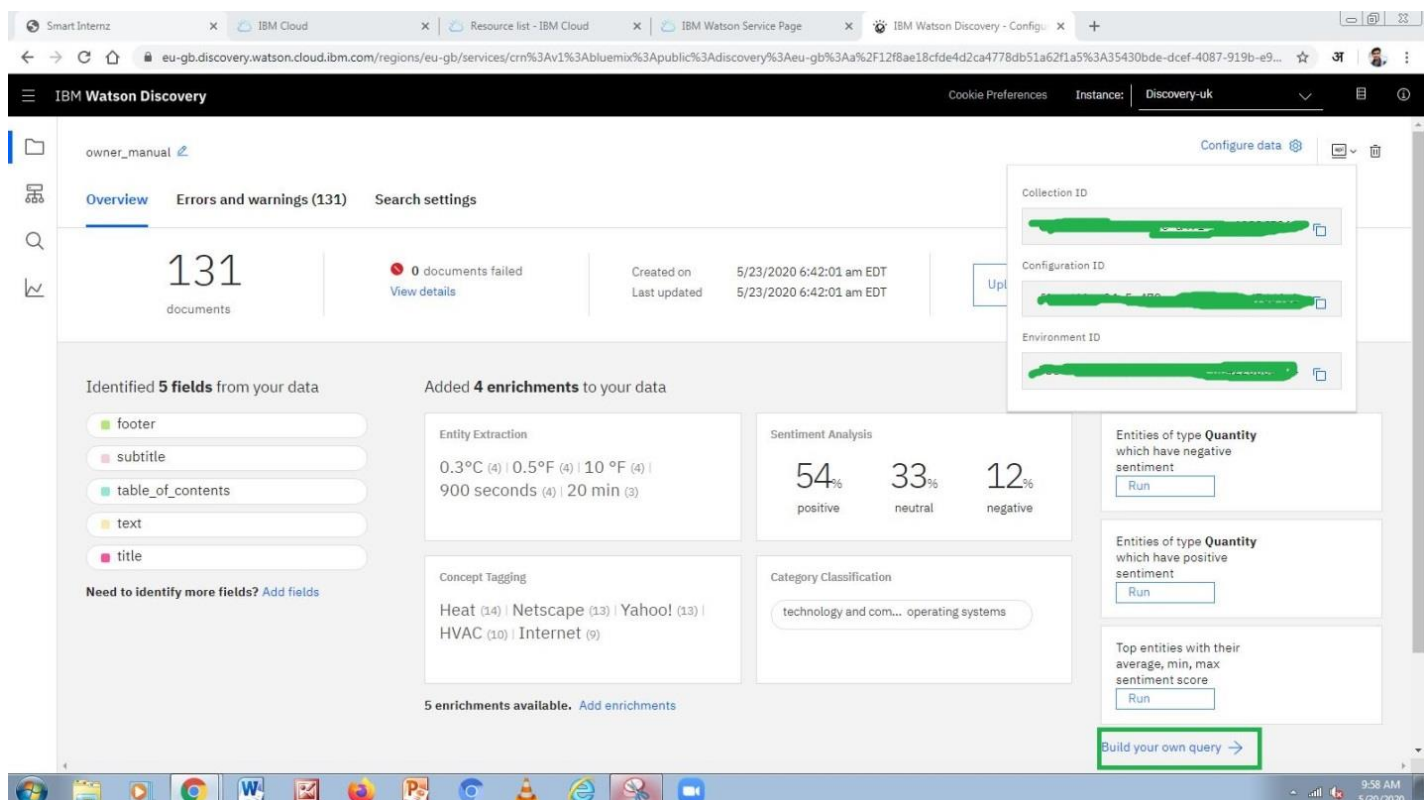 Smart Internz
IBM Cloud
Resource list - IBM Cloud
IBM Watson Service Page
IBM Watson Discovery - Configu
eu-gb.discovery.watson.cloud.ibm.com/regions/eu-gb/services/crn%3Av1%3Abluemix%3Apublic%3Adiscovery%3Aeu-gb%3Aa%2F12f8ae18cfde4d2ca4778db51a62f1a5%3A35430bde-dcef-4087-919b-e9...
अ
IBM Watson Discovery
Cookie Preferences
Instance:
Discovery-uk
owner_manual
Configure data
Overview
Errors and warnings (131)
Search settings
Collection ID
Configuration ID
Environment ID
131
documents
0 documents failed
View details
Created on 5/23/2020 6:42:01 am EDT
Last updated 5/23/2020 6:42:01 am EDT
Upl
Identified 5 fields from your data
footer
subtitle
table_of_contents
text
title
Need to identify more fields? Add fields
Added 4 enrichments to your data
Entity Extraction
0.3°C (4) | 0.5°F (4) | 10 °F (4) |
900 seconds (4) | 20 min (3)
Sentiment Analysis
54% 33% 12%
positive neutral negative
Concept Tagging
Heat (14) | Netscape (13) | Yahoo! (13) |
HVAC (10) | Internet (9)
Category Classification
technology and com... operating systems
5 enrichments available. Add enrichments
Entities of type Quantity
which have negative
sentiment
Run
Entities of type Quantity
which have positive
sentiment
Run
Top entities with their
average, min, max
sentiment score
Run
Build your own query
9:58 AM